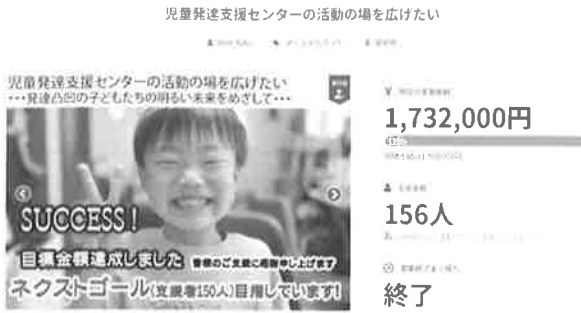 児童発達支援センターの活動の場を広げたい
児童発達支援センターの活動の場を広げたい
・・・発達凸凹の子どもたちの明るい未来をめざして・・・
1,732,000円
SUCCESS!
156人
目標金額達成しました 皆様のご支援に感謝申し上げます
ネクストゴール(支援者150人)目指しています!
終了